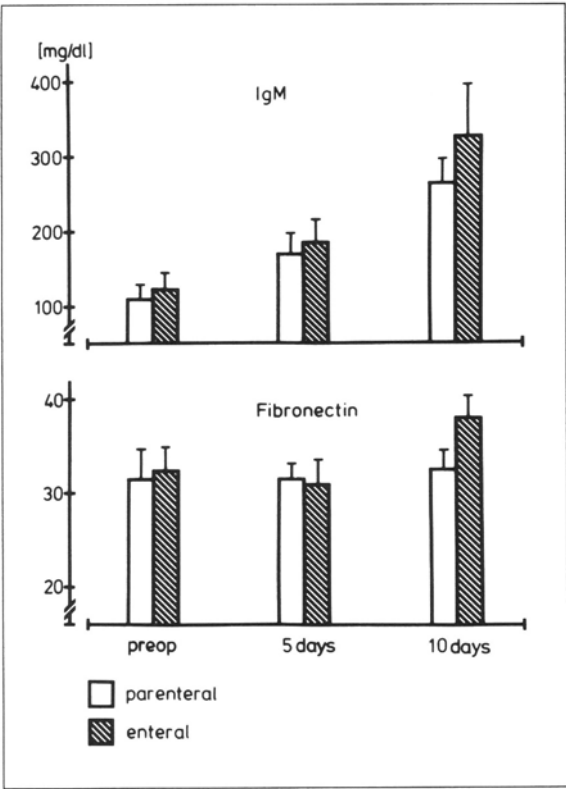 [mg/dl]
400
IgM
300
200
100
40
Fibronectin
30
20
preop 5 days 10 days
parenteral
enteral